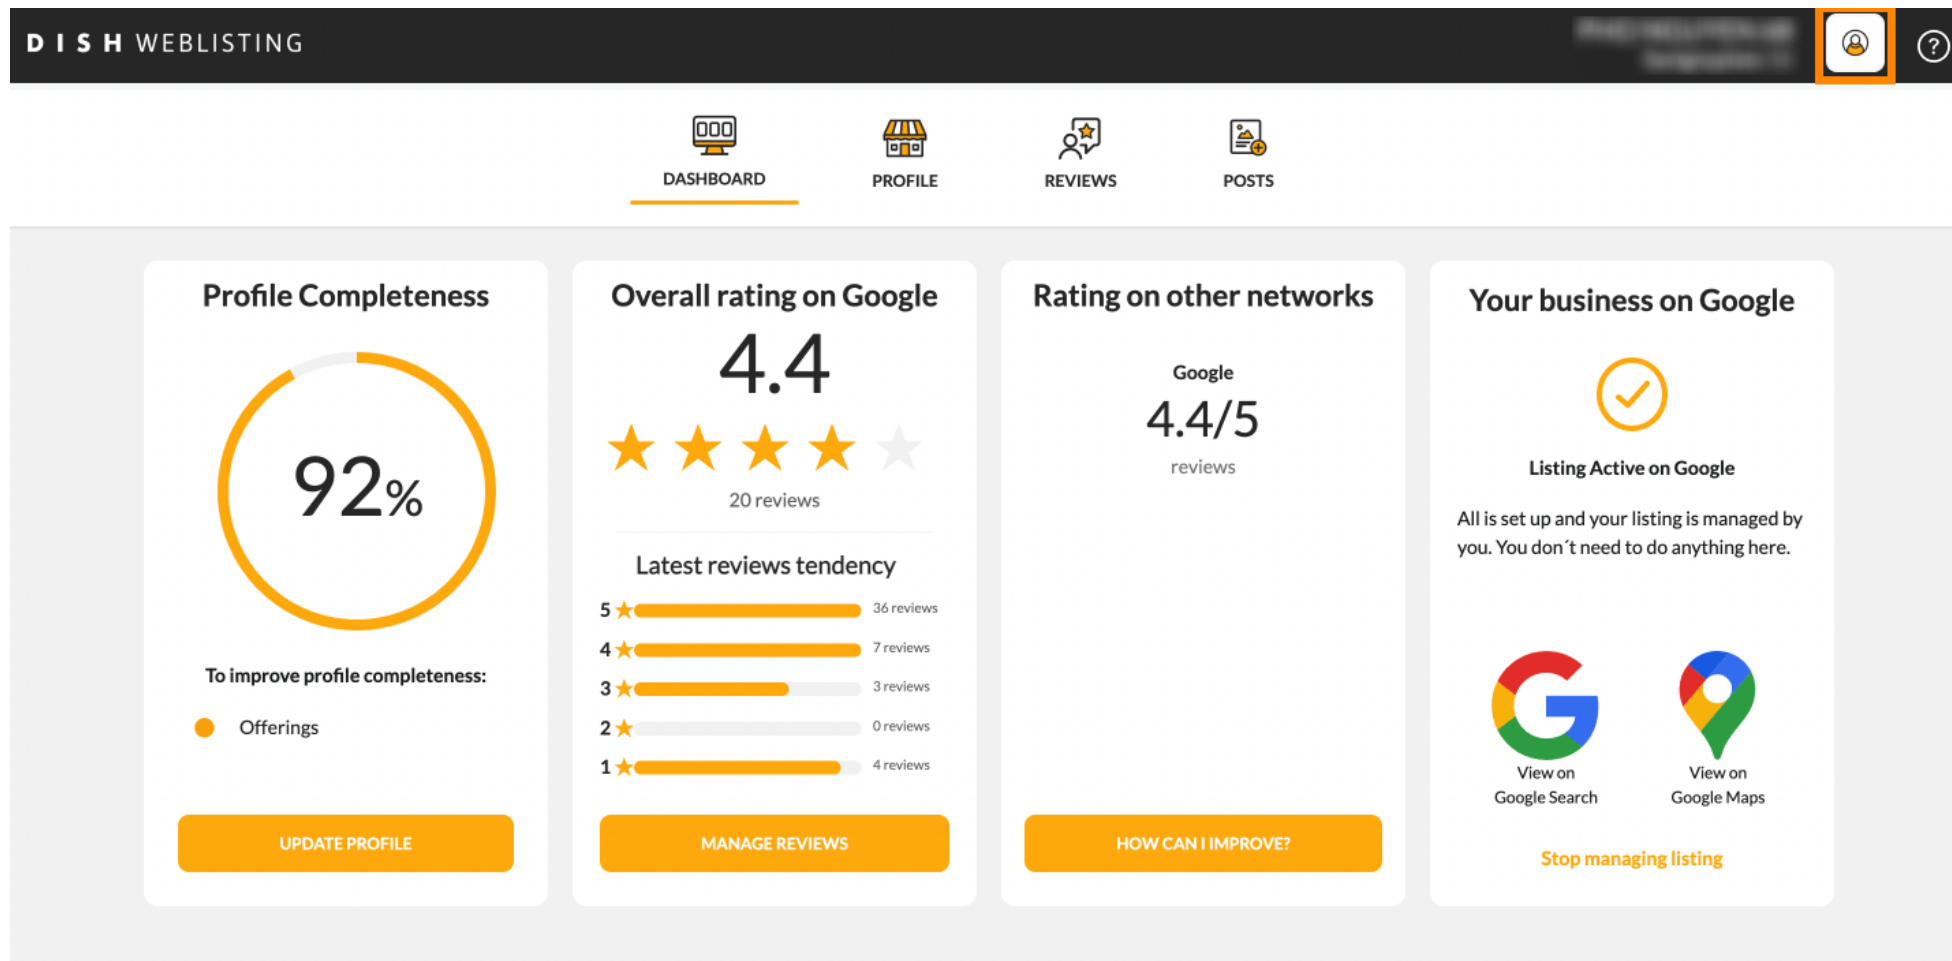 DISH WEBLISTING
?
DASHBOARD
PROFILE
REVIEWS
POSTS
Profile Completeness
92%
To improve profile completeness:
Offerings
UPDATE PROFILE
Overall rating on Google
4.4
20 reviews
Latest reviews tendency
5 36 reviews
4 7 reviews
3 3 reviews
2 0 reviews
1 4 reviews
MANAGE REVIEWS
Rating on other networks
Google
4.4/5
reviews
HOW CAN I IMPROVE?
Your business on Google
Listing Active on Google
All is set up and your listing is managed by
you. You don´t need to do anything here.
View on
Google Search
View on
Google Maps
Stop managing listing